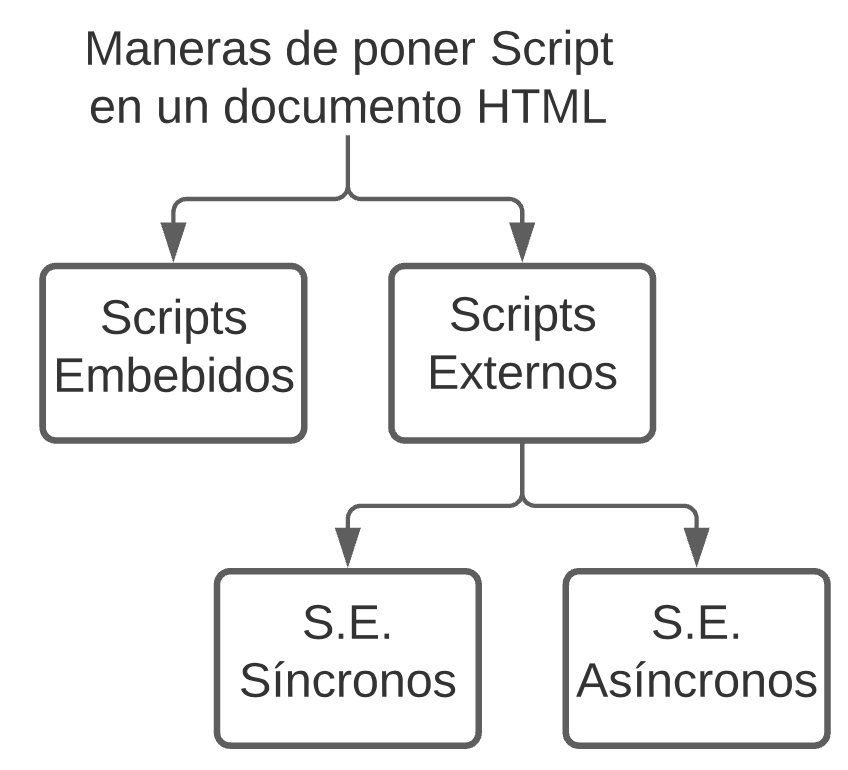 Maneras de poner Script
en un documento HTML
Scripts
Embebidos
Scripts
Externos
S.E.
Síncronos
S.E.
Asíncronos